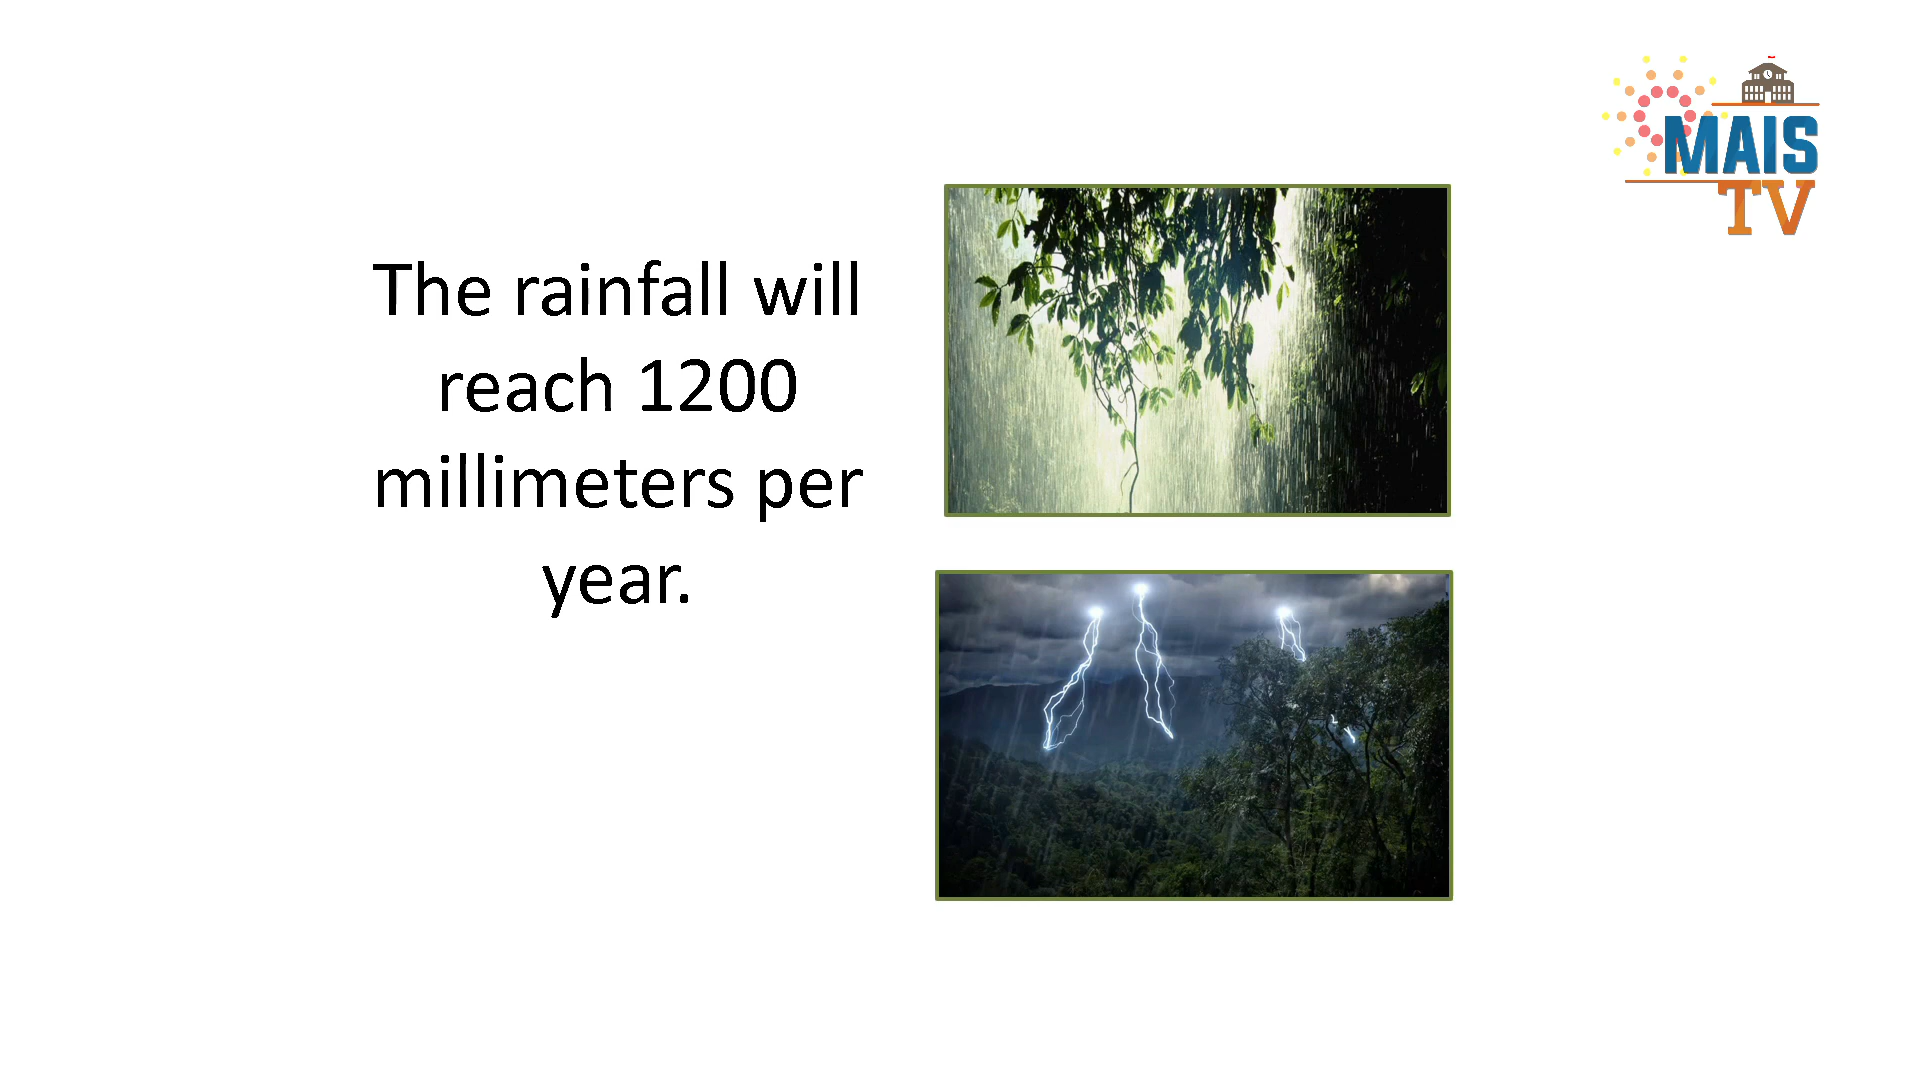 The rainfall will
reach 1200
millimeters per
year.
MAIS
TV